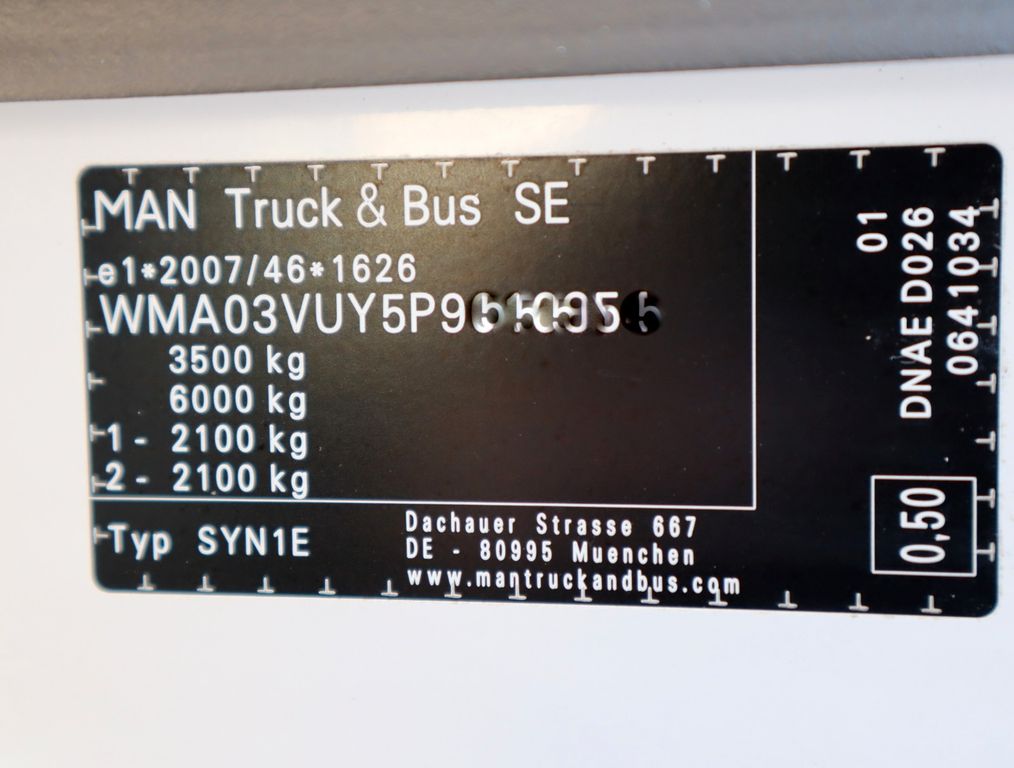 MAN Truck & Bus SE
e1*2007/46*1626
3500 kg
6000 kg
1 - 2100 kg
2 - 2100 kg
Typ SYN1E
Dachauer Strasse 667
DE - 80995 Muenchen
www.mantruckandbus.com
01
DNAE D026
0641034
0,50